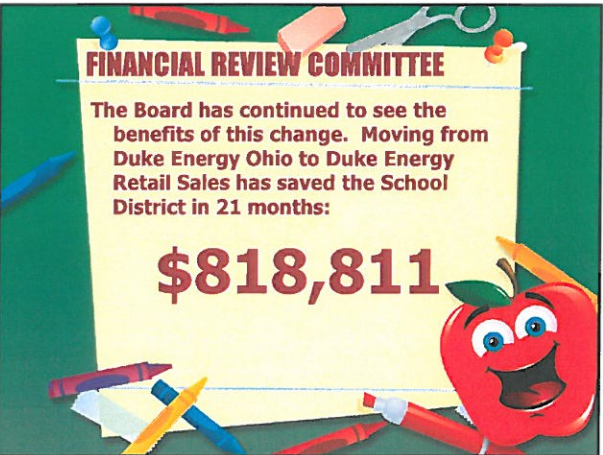 FINANCIAL REVIEW COMMITTEE
The Board has continued to see the
benefits of this change.  Moving from
Duke Energy Ohio to Duke Energy
Retail Sales has saved the School
District in 21 months:
$818,811